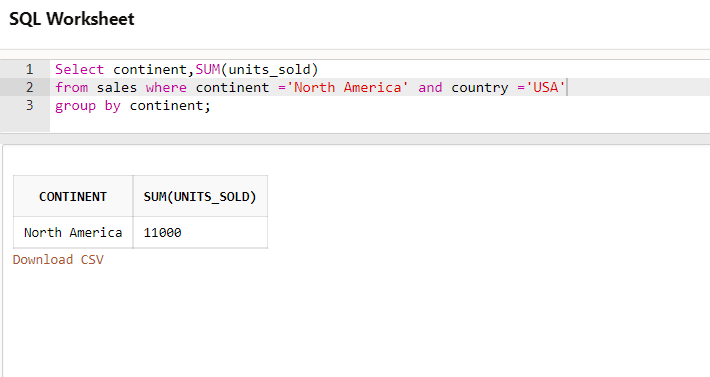 SQL Worksheet
1 Select continent,SUM(units_sold)
2 from sales where continent ='North America' and country ='USA'
3 group by continent;
CONTINENT SUM(UNITS_SOLD)
North America 11000
Download CSV